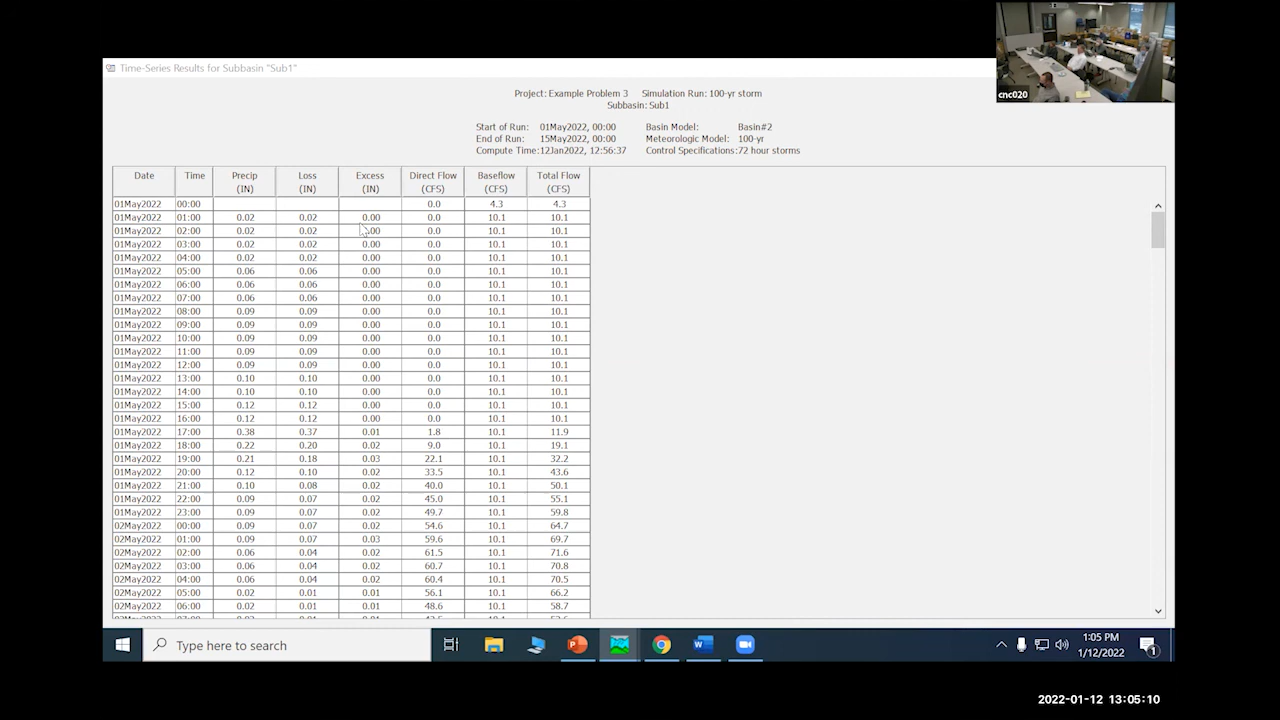 cnc020
Time-Series Results for Subbasin "Sub1"
Project: Example Problem 3 Simulation Run: 100-yr storm
Subbasin: Sub1
Start of Run: 01May2022, 00:00 Basin Model: Basin#2
End of Run: 15May2022, 00:00 Meteorologic Model: 100-yr
Compute Time:12Jan2022, 12:56:37 Control Specifications:72 hour storms
Date Time Precip Loss Excess Direct Flow Baseflow Total Flow
(IN) (IN) (IN) (CFS) (CFS) (CFS)
01May2022 00:00 0.0 4.3 4.3
01May2022 01:00 0.02 0.02 0.00 0.0 10.1 10.1
01May2022 02:00 0.02 0.02 0.00 0.0 10.1 10.1
01May2022 03:00 0.02 0.02 0.00 0.0 10.1 10.1
01May2022 04:00 0.02 0.02 0.00 0.0 10.1 10.1
01May2022 05:00 0.06 0.06 0.00 0.0 10.1 10.1
01May2022 06:00 0.06 0.06 0.00 0.0 10.1 10.1
01May2022 07:00 0.06 0.06 0.00 0.0 10.1 10.1
01May2022 08:00 0.09 0.09 0.00 0.0 10.1 10.1
01May2022 09:00 0.09 0.09 0.00 0.0 10.1 10.1
01May2022 10:00 0.09 0.09 0.00 0.0 10.1 10.1
01May2022 11:00 0.09 0.09 0.00 0.0 10.1 10.1
01May2022 12:00 0.09 0.09 0.00 0.0 10.1 10.1
01May2022 13:00 0.10 0.10 0.00 0.0 10.1 10.1
01May2022 14:00 0.10 0.10 0.00 0.0 10.1 10.1
01May2022 15:00 0.12 0.12 0.00 0.0 10.1 10.1
01May2022 16:00 0.12 0.12 0.00 0.0 10.1 10.1
01May2022 17:00 0.38 0.37 0.01 1.8 10.1 11.9
01May2022 18:00 0.22 0.20 0.02 9.0 10.1 19.1
01May2022 19:00 0.21 0.18 0.03 22.1 10.1 32.2
01May2022 20:00 0.12 0.10 0.02 33.5 10.1 43.6
01May2022 21:00 0.10 0.08 0.02 40.0 10.1 50.1
01May2022 22:00 0.09 0.07 0.02 45.0 10.1 55.1
01May2022 23:00 0.09 0.07 0.02 49.7 10.1 59.8
02May2022 00:00 0.09 0.07 0.02 54.6 10.1 64.7
02May2022 01:00 0.09 0.07 0.03 59.6 10.1 69.7
02May2022 02:00 0.06 0.04 0.02 61.5 10.1 71.6
02May2022 03:00 0.06 0.04 0.02 60.7 10.1 70.8
02May2022 04:00 0.06 0.04 0.02 60.4 10.1 70.5
02May2022 05:00 0.02 0.01 0.01 56.1 10.1 66.2
02May2022 06:00 0.02 0.01 0.01 48.6 10.1 58.7
Type here to search
1:05 PM
1/12/2022
1
2022-01-12 13:05:10